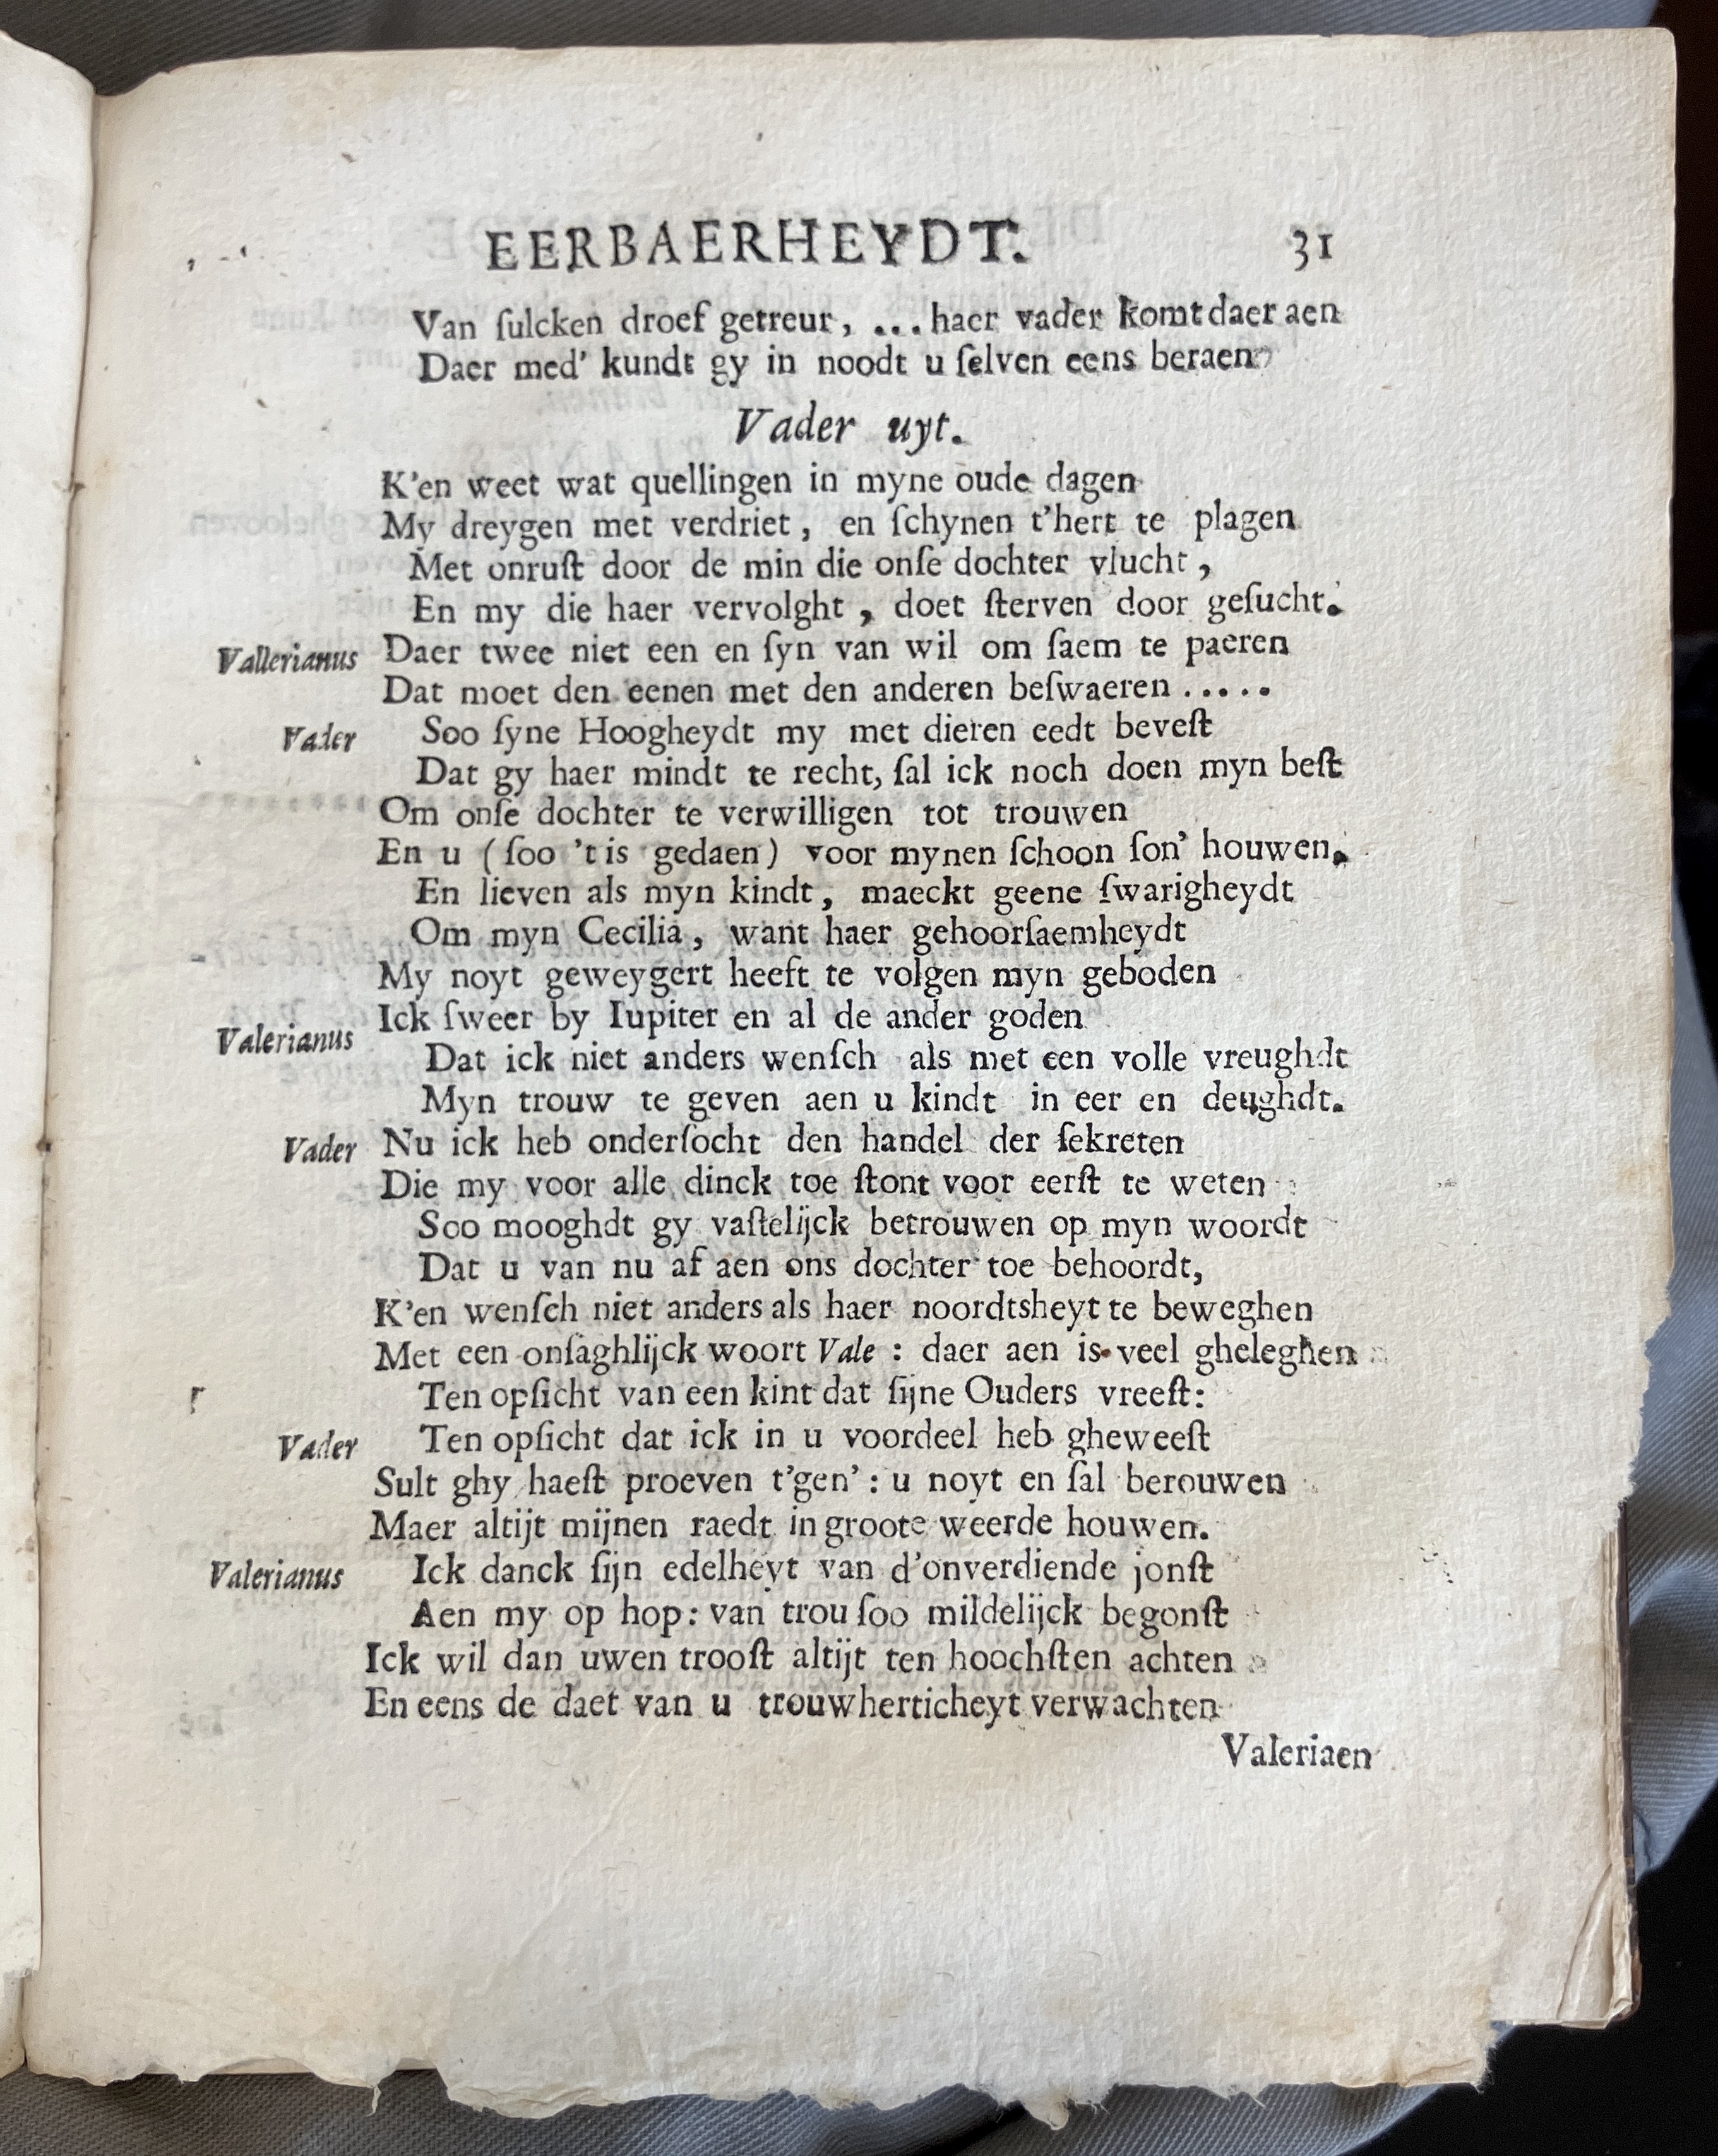 EERBAERHEYDT. 31
Van ſulcken droef getreur, ... haer vader komt daer aen
Daer med' kundt gy in noodt u ſelven eens beraen
Vader uyt.
K'en weet wat quellingen in myne oude dagen
My dreygen met verdriet, en ſchynen t'hert te plagen
Met onruſt door de min die onſe dochter vlucht,
En my die haer vervolght, doet ſterven door geſucht.
Vallerianus Daer twee niet een en ſyn van wil om ſaem te paeren
Dat moet den eenen met den anderen beſwaeren .....
Vader Soo ſyne Hoogheydt my met dieren eedt beveſt
Dat gy haer mindt te recht, ſal ick noch doen myn beſt
Om onſe dochter te verwilligen tot trouwen
En u (ſoo 't is gedaen) voor mynen ſchoon ſon' houwen.
En lieven als myn kindt, maeckt geene ſwarigheydt
Om myn Cecilia, want haer gehoorſaemheydt
My noyt geweygert heeft te volgen myn geboden
Valerianus Ick ſweer by Iupiter en al de ander goden
Dat ick niet anders wenſch als met een volle vreughdt
Myn trouw te geven aen u kindt in eer en deughdt.
Vader Nu ick heb onderſocht den handel der ſekreten
Die my voor alle dinck toe ſtont voor eerſt te weten
Soo mooghdt gy vaſtelijck betrouwen op myn woordt
Dat u van nu af aen ons dochter toe behoordt,
K'en wenſch niet anders als haer noordtsheyt te beweghen
Met een onſaghlijck woort Vale : daer aen is veel gheleghen
Ten opſicht van een kint dat ſijne Ouders vreeſt:
Vader Ten opſicht dat ick in u voordeel heb gheweeſt
Sult ghy haeſt proeven t'gen' : u noyt en ſal berouwen
Maer altijt mijnen raedt in groote weerde houwen.
Valerianus Ick danck ſijn edelheyt van d'onverdiende jonſt
Aen my op hop: van trou ſoo mildelijck begonſt
Ick wil dan uwen trooſt altijt ten hoochſten achten
En eens de daet van u trouwherticheyt verwachten
Valeriaen